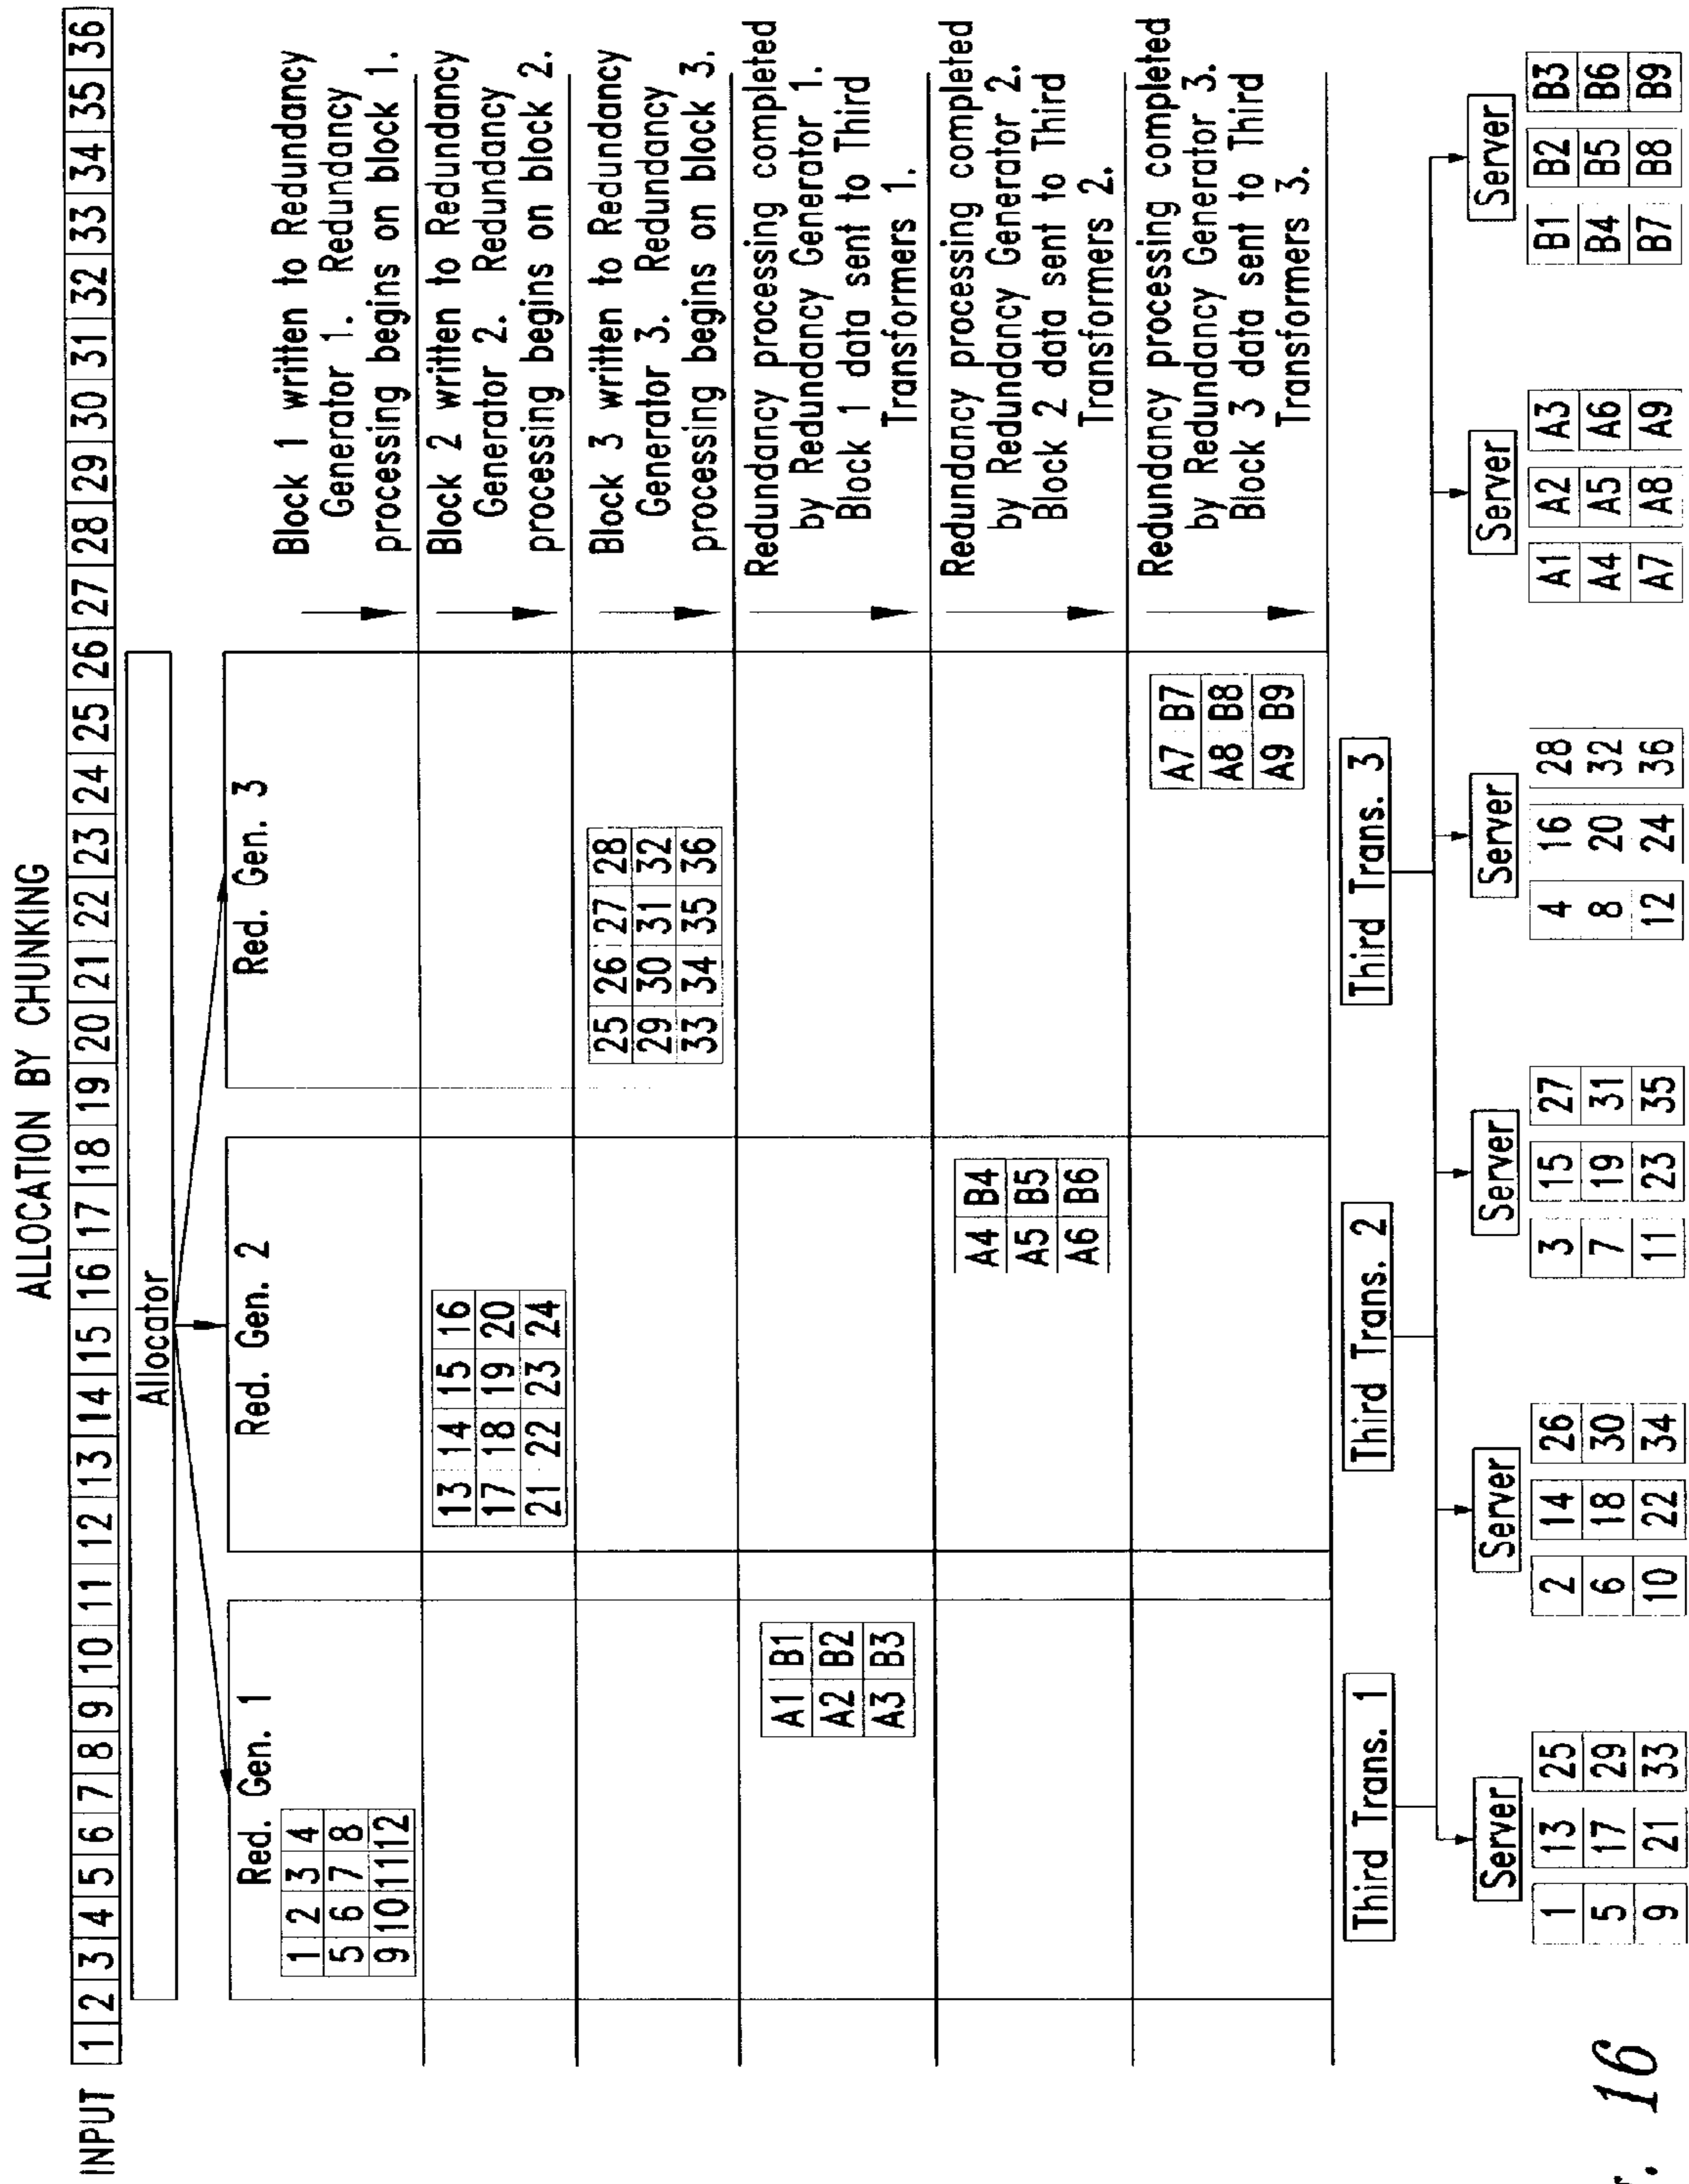 ALLOCATION BY CHUNKING
INPUT 1 2 3 4 5 6 7 8 9 10 11 12 13 14 15 16 17 18 19 20 21 22 23 24 25 26 27 28 29 30 31 32 33 34 35 36
Allocator
Red. Gen. 1
1 2 3 4
5 6 7 8
9 10 11 12
Red. Gen. 2
Red. Gen. 3
Block 1 written to Redundancy
Generator 1. Redundancy
processing begins on block 1.
13 14 15 16
17 18 19 20
21 22 23 24
Block 2 written to Redundancy
Generator 2. Redundancy
processing begins on block 2.
25 26 27 28
29 30 31 32
33 34 35 36
Block 3 written to Redundancy
Generator 3. Redundancy
processing begins on block 3.
A1 B1
A2 B2
A3 B3
Redundancy processing completed
by Redundancy Generator 1.
Block 1 data sent to Third
Transformers 1.
A4 B4
A5 B5
A6 B6
Redundancy processing completed
by Redundancy Generator 2.
Block 2 data sent to Third
Transformers 2.
A7 B7
A8 B8
A9 B9
Redundancy processing completed
by Redundancy Generator 3.
Block 3 data sent to Third
Transformers 3.
Third Trans. 1
Third Trans. 2
Third Trans. 3
Server
1 13 25
5 17 29
9 21 33
Server
2 14 26
6 18 30
10 22 34
Server
3 15 27
7 19 31
11 23 35
Server
4 16 28
8 20 32
12 24 36
Server
A1 A2 A3
A4 A5 A6
A7 A8 A9
Server
B1 B2 B3
B4 B5 B6
B7 B8 B9
16